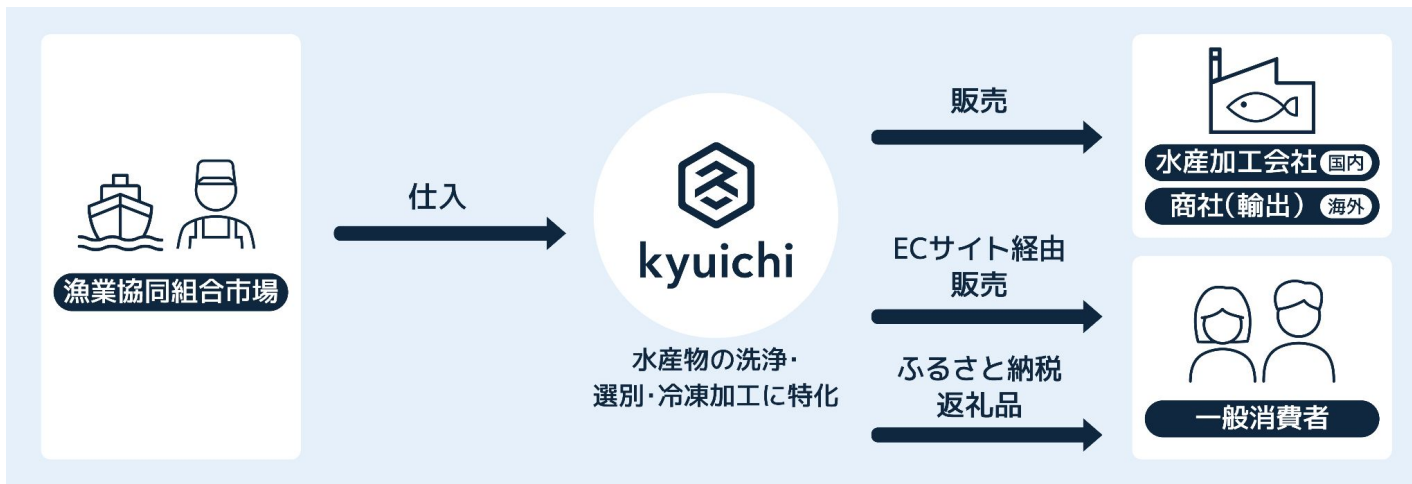 漁業協同組合市場
仕入
kyuichi
水産物の洗浄・
選別・冷凍加工に特化
販売
ECサイト経由
販売
ふるさと納税
返礼品
水産加工会社 国内
商社(輸出) 海外
一般消費者